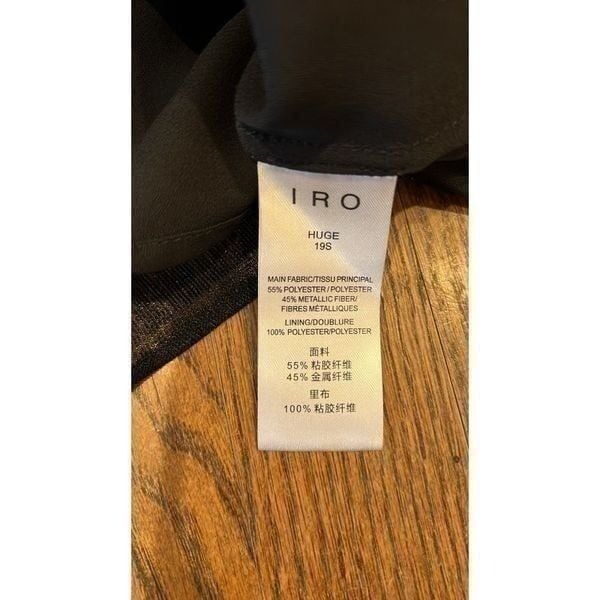 IRO
HUGE
19S
MAIN FABRIC/TISSU PRINCIPAL
55% POLYESTER/POLYESTER
45% METALLIC FIBER/
FIBRES MÉTALLIQUES
LINING/DOUBLURE
100% POLYESTER/POLYESTER
面料
55% 粘胶纤维
45% 金属纤维
里布
100% 粘胶纤维